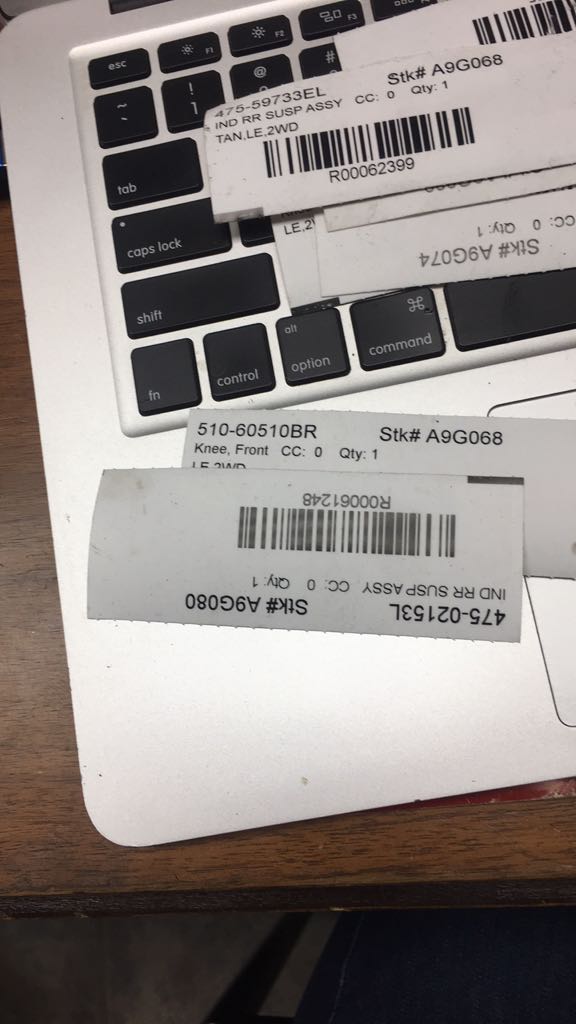 esc
F1
F2
F3
~
`
!
1
@
#
tab
caps lock
shift
fn
control
alt
option
⌘
command
475-59733EL Stk# A9G068
IND RR SUSP ASSY CC: 0 Qty: 1
TAN,LE,2WD
R00062399
LE,2
CC: 0 Qty: 1
Stk# A9G074
510-60510BR Stk# A9G068
Knee, Front CC: 0 Qty: 1
LE,2WD
475-02153L Stk# A9G080
IND RR SUSP ASSY CC: 0 Qty: 1
R00061248